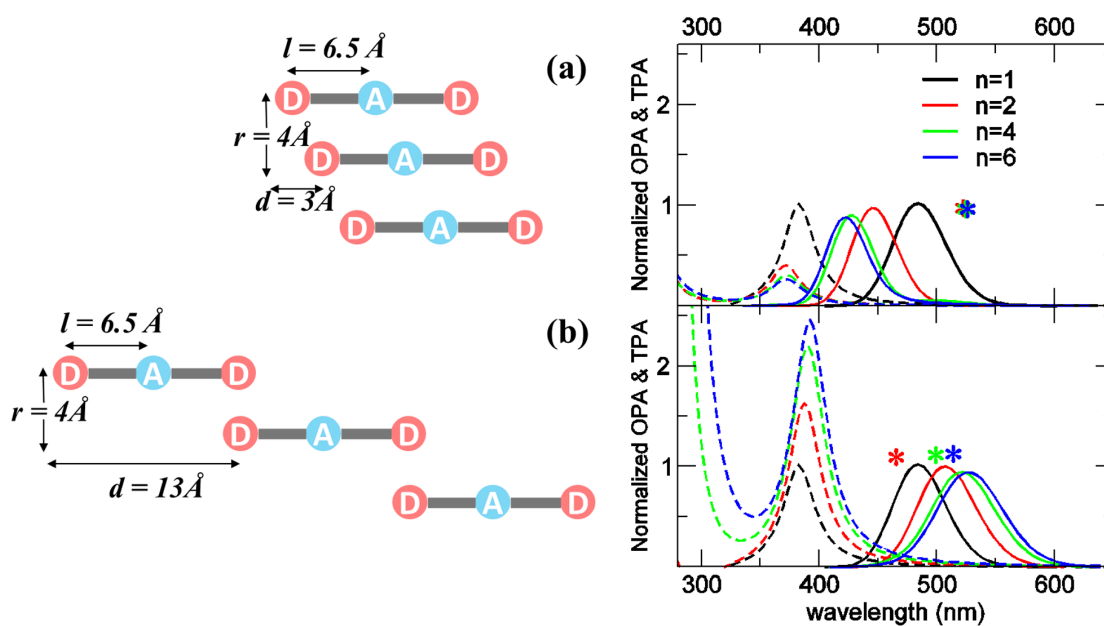 l = 6.5 Å
(a)
D A D
r = 4Å
D A D
d = 3Å
D A D
300 400 500 600
Normalized OPA & TPA
2
1
n=1
n=2
n=4
n=6
*
l = 6.5 Å
(b)
D A D
r = 4Å
D A D
d = 13Å
D A D
Normalized OPA & TPA
2
1
* * *
300 400 500 600
wavelength (nm)